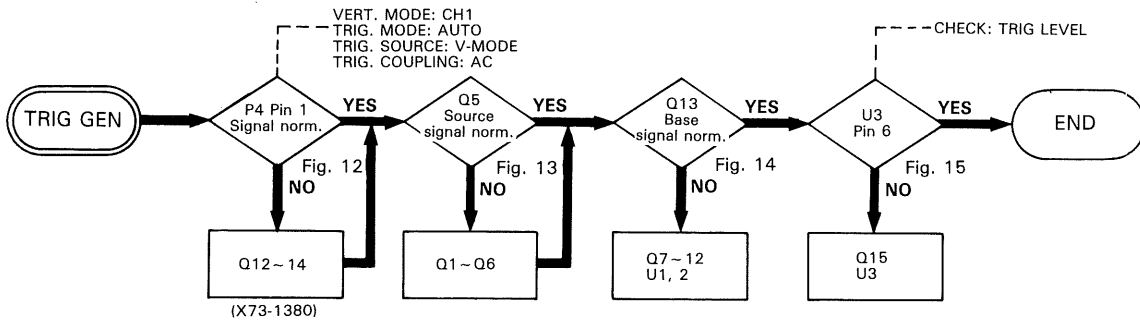 VERT. MODE: CH1
TRIG. MODE: AUTO
TRIG. SOURCE: V-MODE
TRIG. COUPLING: AC
CHECK: TRIG LEVEL
TRIG GEN
P4 Pin 1
Signal norm.
YES
NO
Fig. 12
Q12~14
(X73-1380)
Q5
Source
signal norm.
YES
NO
Fig. 13
Q1~Q6
Q13
Base
signal norm.
YES
NO
Fig. 14
Q7~12
U1, 2
U3
Pin 6
YES
NO
Fig. 15
Q15
U3
END